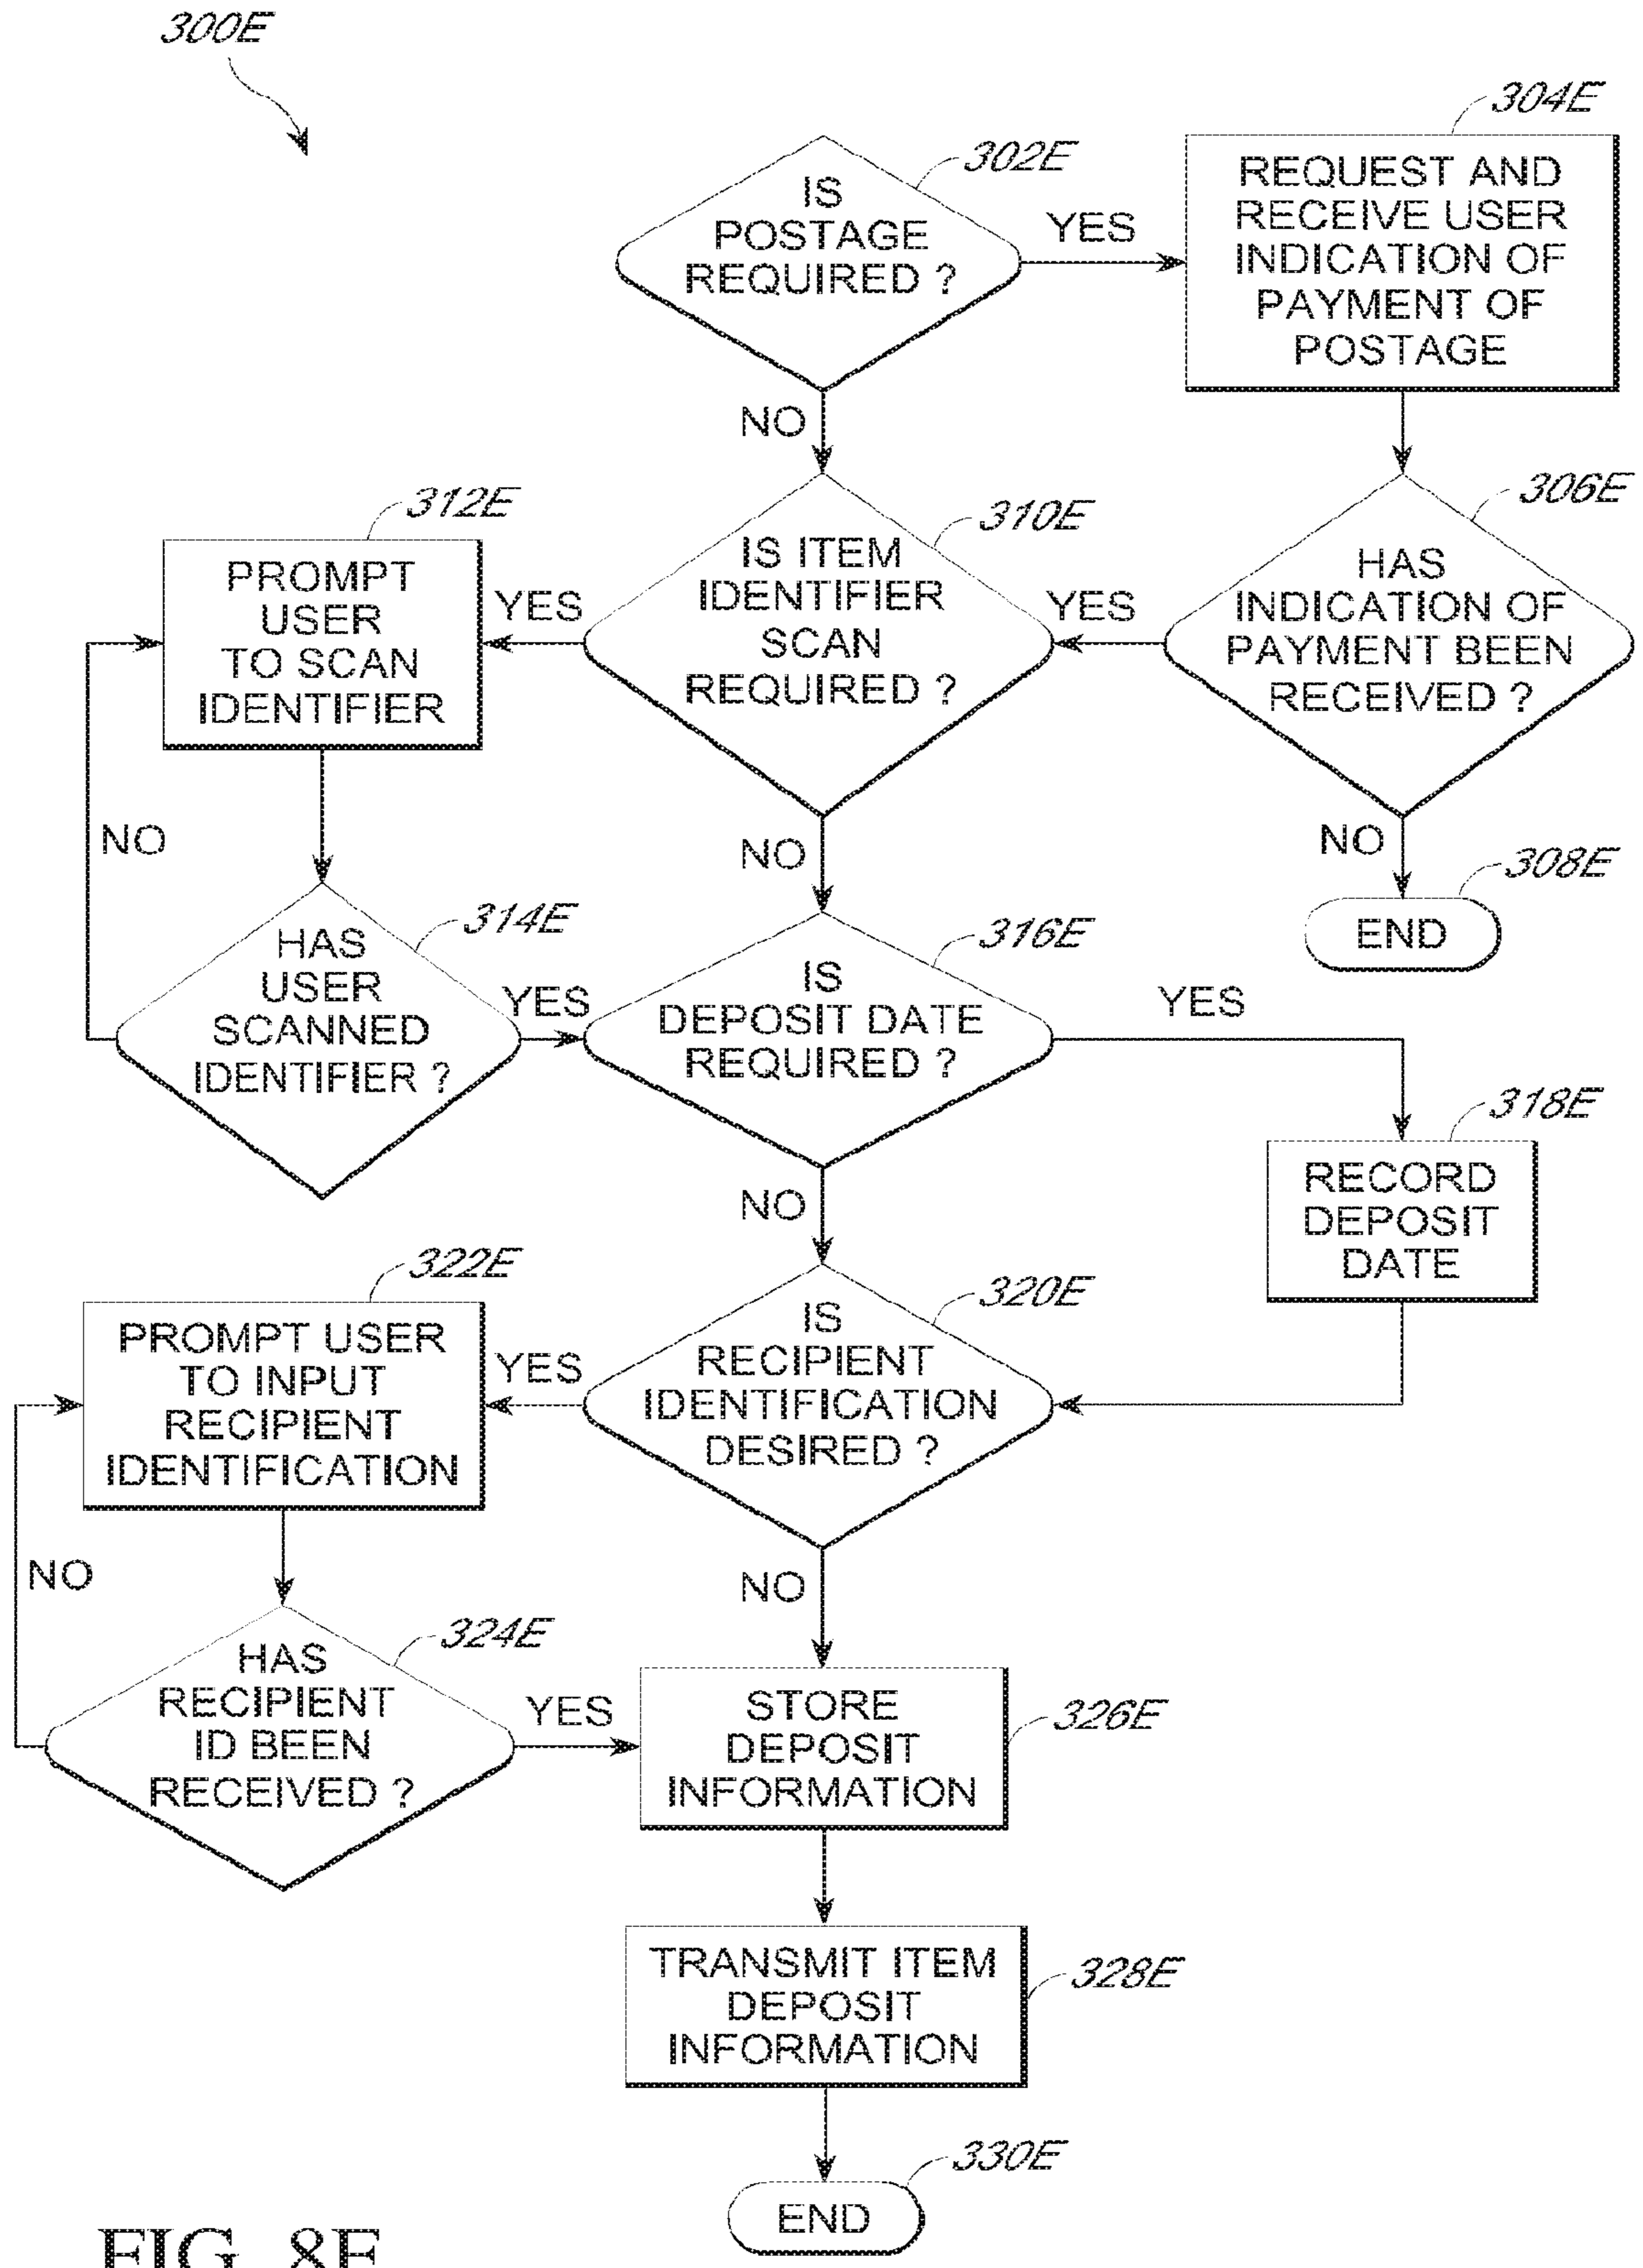 300E
302E
IS
POSTAGE
REQUIRED ?
YES
NO
304E
REQUEST AND
RECEIVE USER
INDICATION OF
PAYMENT OF
POSTAGE
306E
HAS
INDICATION OF
PAYMENT BEEN
RECEIVED ?
YES
NO
308E
END
310E
IS ITEM
IDENTIFIER
SCAN
REQUIRED ?
YES
NO
312E
PROMPT
USER
TO SCAN
IDENTIFIER
314E
HAS
USER
SCANNED
IDENTIFIER ?
NO
YES
316E
IS
DEPOSIT DATE
REQUIRED ?
YES
NO
318E
RECORD
DEPOSIT
DATE
320E
IS
RECIPIENT
IDENTIFICATION
DESIRED ?
YES
NO
322E
PROMPT USER
TO INPUT
RECIPIENT
IDENTIFICATION
324E
HAS
RECIPIENT
ID BEEN
RECEIVED ?
NO
YES
326E
STORE
DEPOSIT
INFORMATION
328E
TRANSMIT ITEM
DEPOSIT
INFORMATION
330E
END
FIG. 8E